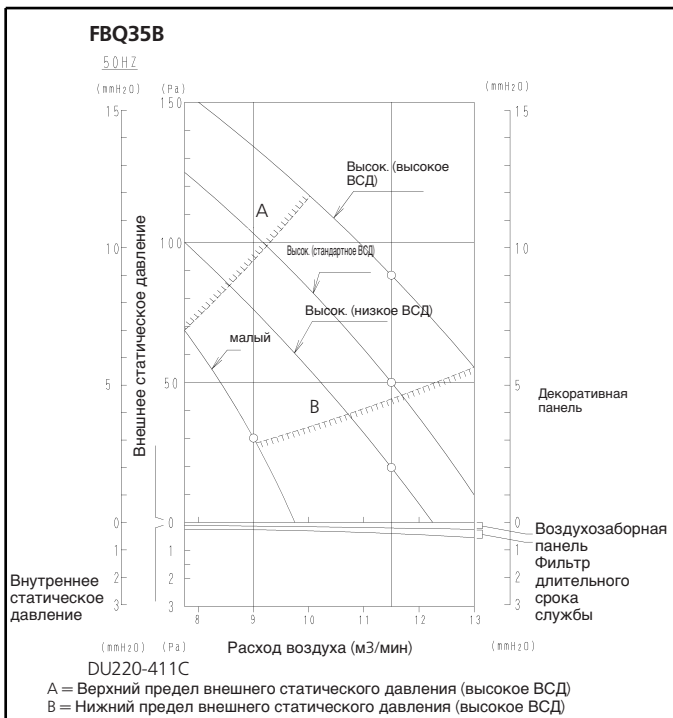 FBQ35B
50HZ
(mmH2O) (Pa) (mmH2O)
15 150 15
Высок. (высокое
ВСД)
A
10 100 10
Высок. (стандартное ВСД)
Высок. (низкое ВСД)
малый
Внешнее статическое давление
5 50 5
Декоративная
панель
B
0 0 0
Воздухозаборная
панель
Фильтр
длительного
срока
службы
1 1 1
2 2 2
3 3 3
Внутреннее
статическое
давление
8 9 10 11 12 13
(mmH2O) (Pa) Расход воздуха (м3/мин) (mmH2O)
DU220-411C
A = Верхний предел внешнего статического давления (высокое ВСД)
B = Нижний предел внешнего статического давления (высокое ВСД)